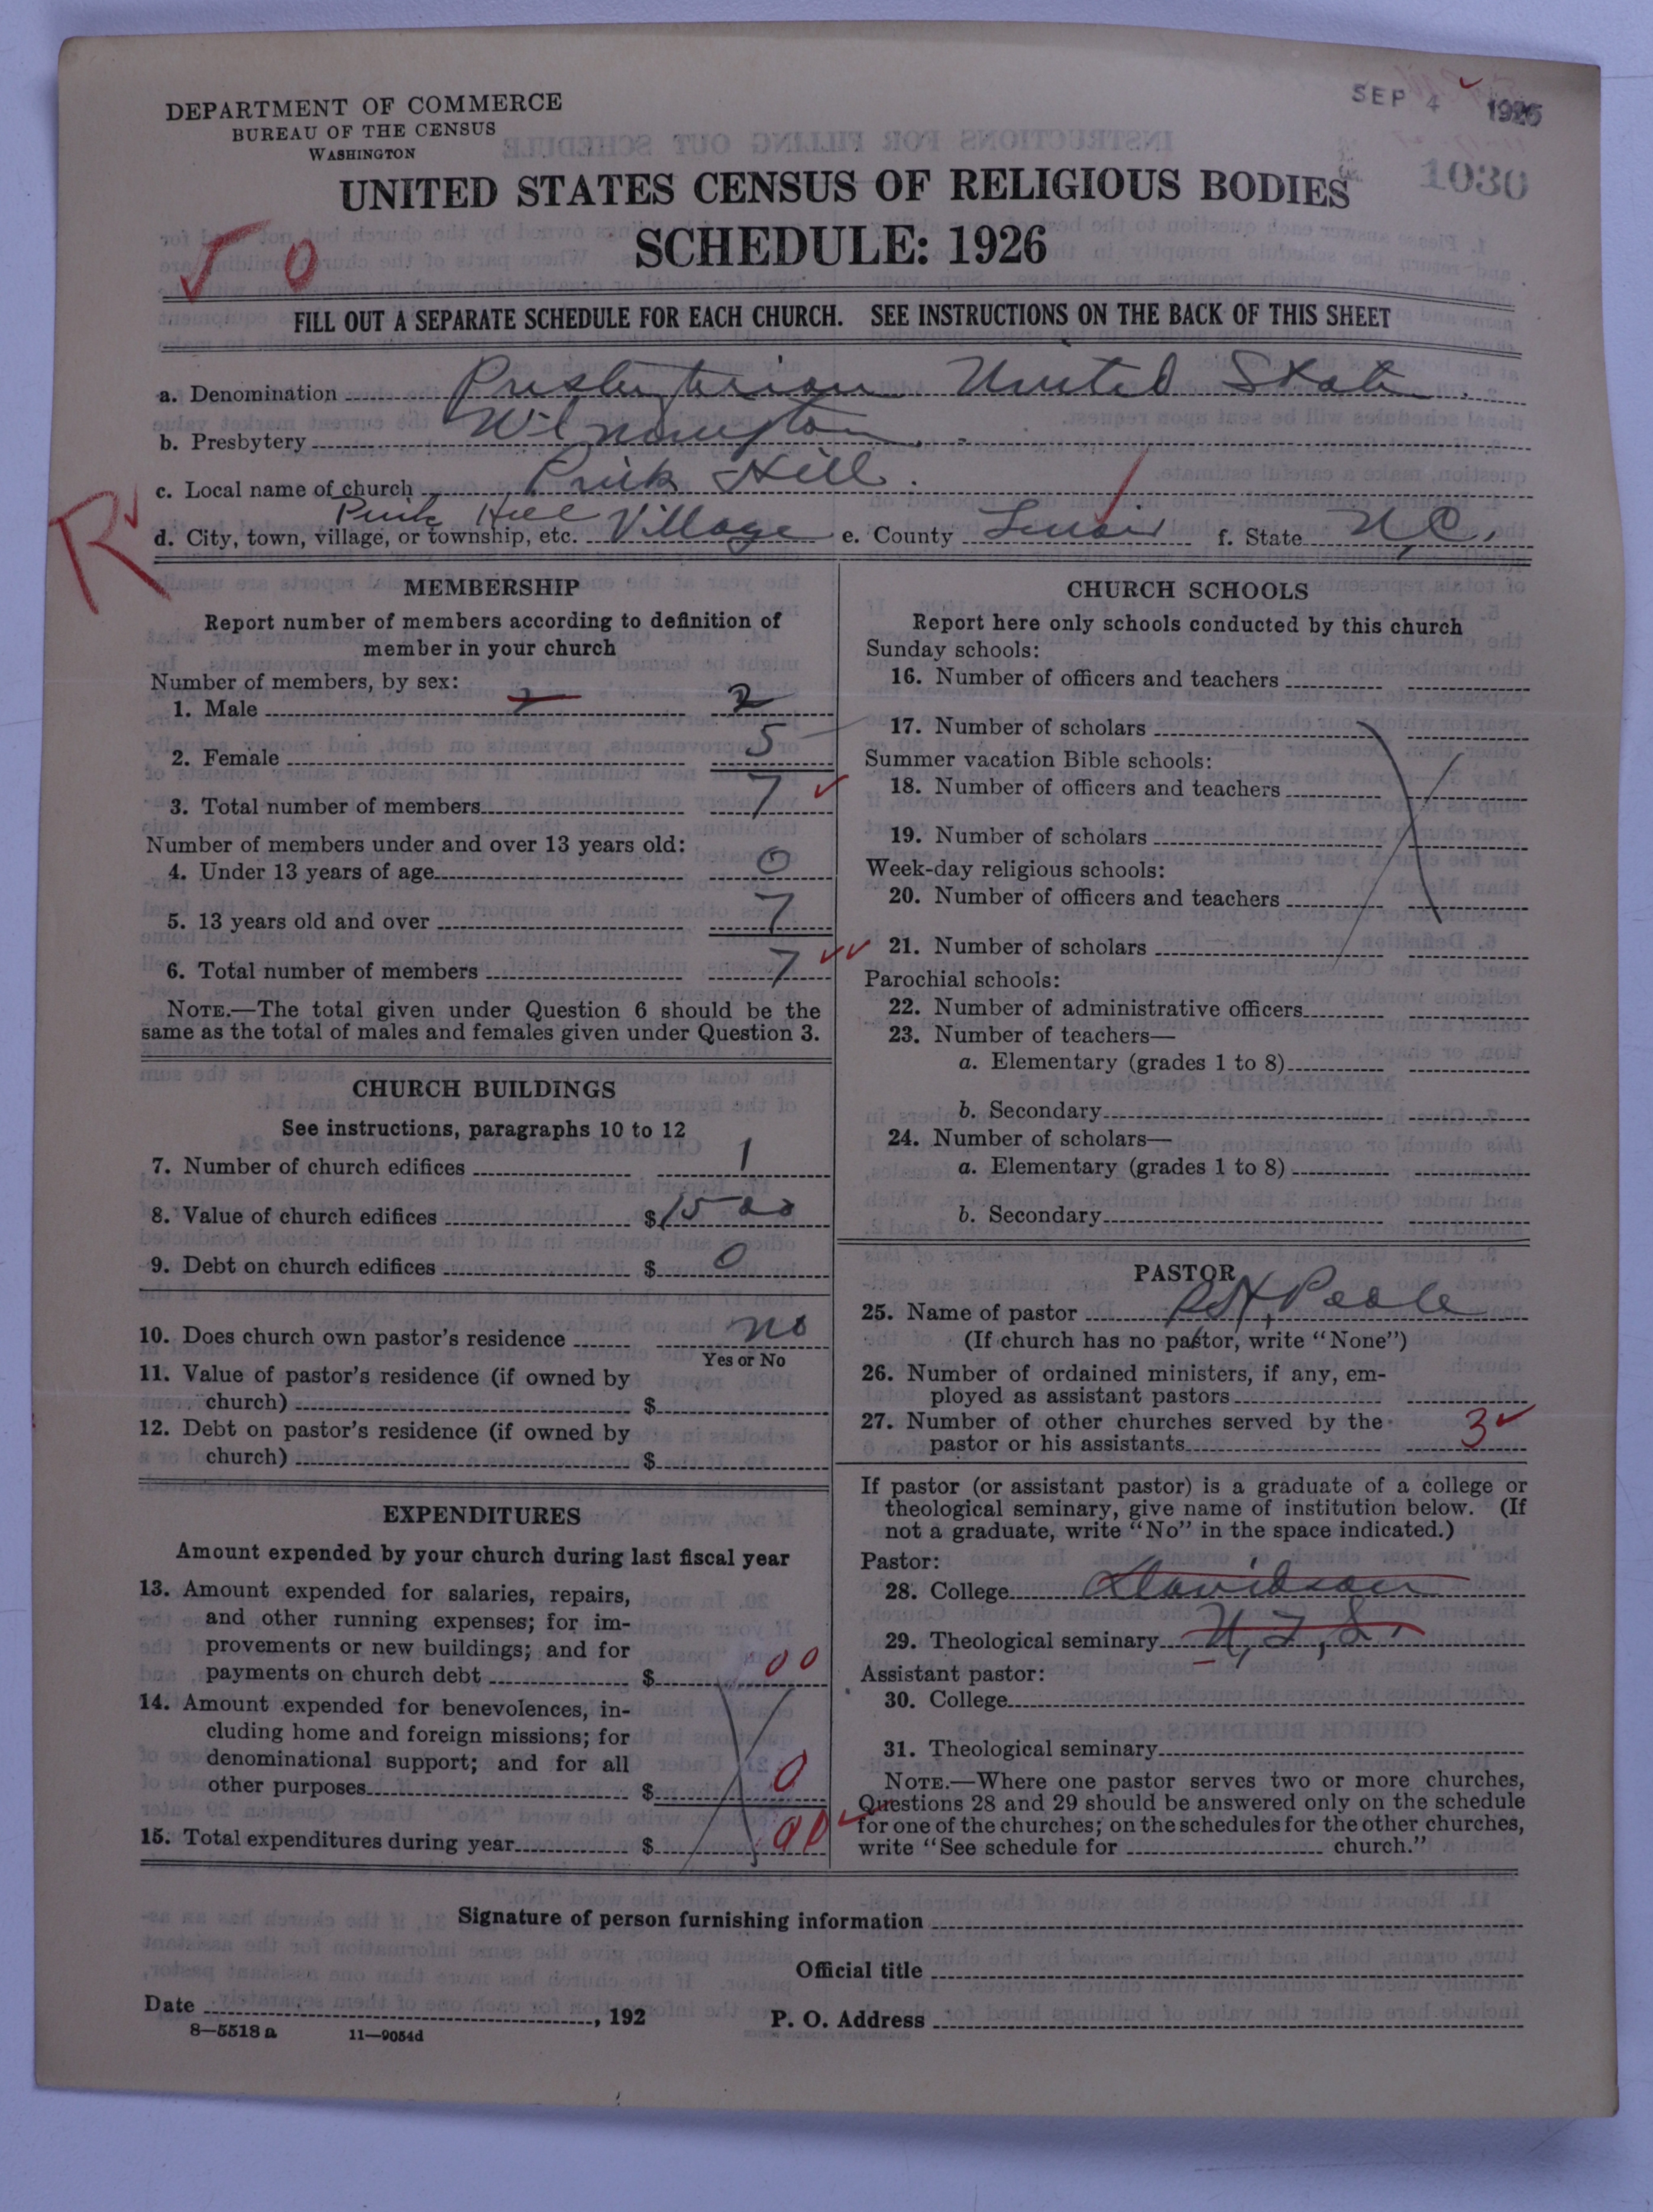 SEP 4 1926
DEPARTMENT OF COMMERCE
BUREAU OF THE CENSUS
WASHINGTON
1030
UNITED STATES CENSUS OF RELIGIOUS BODIES
SCHEDULE: 1926
0
FILL OUT A SEPARATE SCHEDULE FOR EACH CHURCH. SEE INSTRUCTIONS ON THE BACK OF THIS SHEET
a. Denomination Presbyterian United States
b. Presbytery Wilmington
c. Local name of church Pink Hill
R
Pink Hill
d. City, town, village, or township, etc. Village e. County Lenoir f. State N.C.
MEMBERSHIP
Report number of members according to definition of
member in your church
Number of members, by sex:
1. Male 2 2
2. Female 5
3. Total number of members 7
Number of members under and over 13 years old:
4. Under 13 years of age 0
5. 13 years old and over 7
6. Total number of members 7
NOTE.—The total given under Question 6 should be the
same as the total of males and females given under Question 3.
CHURCH BUILDINGS
See instructions, paragraphs 10 to 12
7. Number of church edifices 1
8. Value of church edifices $1500
9. Debt on church edifices $ 0
10. Does church own pastor's residence no
Yes or No
11. Value of pastor's residence (if owned by
church) $
12. Debt on pastor's residence (if owned by
church) $
EXPENDITURES
Amount expended by your church during last fiscal year
13. Amount expended for salaries, repairs,
and other running expenses; for im-
provements or new buildings; and for
payments on church debt $ 00
14. Amount expended for benevolences, in-
cluding home and foreign missions; for
denominational support; and for all
other purposes $ 0
15. Total expenditures during year $
CHURCH SCHOOLS
Report here only schools conducted by this church
Sunday schools:
16. Number of officers and teachers
17. Number of scholars
Summer vacation Bible schools:
18. Number of officers and teachers
19. Number of scholars
Week-day religious schools:
20. Number of officers and teachers
21. Number of scholars
Parochial schools:
22. Number of administrative officers
23. Number of teachers—
a. Elementary (grades 1 to 8)
b. Secondary
24. Number of scholars—
a. Elementary (grades 1 to 8)
b. Secondary
PASTOR
25. Name of pastor Poole
(If church has no pastor, write "None")
26. Number of ordained ministers, if any, em-
ployed as assistant pastors
27. Number of other churches served by the
pastor or his assistants 3
If pastor (or assistant pastor) is a graduate of a college or
theological seminary, give name of institution below. (If
not a graduate, write "No" in the space indicated.)
Pastor:
28. College Davidson
29. Theological seminary U.T.S.
Assistant pastor:
30. College
31. Theological seminary
NOTE.—Where one pastor serves two or more churches,
Questions 28 and 29 should be answered only on the schedule
for one of the churches; on the schedules for the other churches,
write "See schedule for church."
Signature of person furnishing information
Official title
Date , 192 P. O. Address
8—5518 a 11—9054d